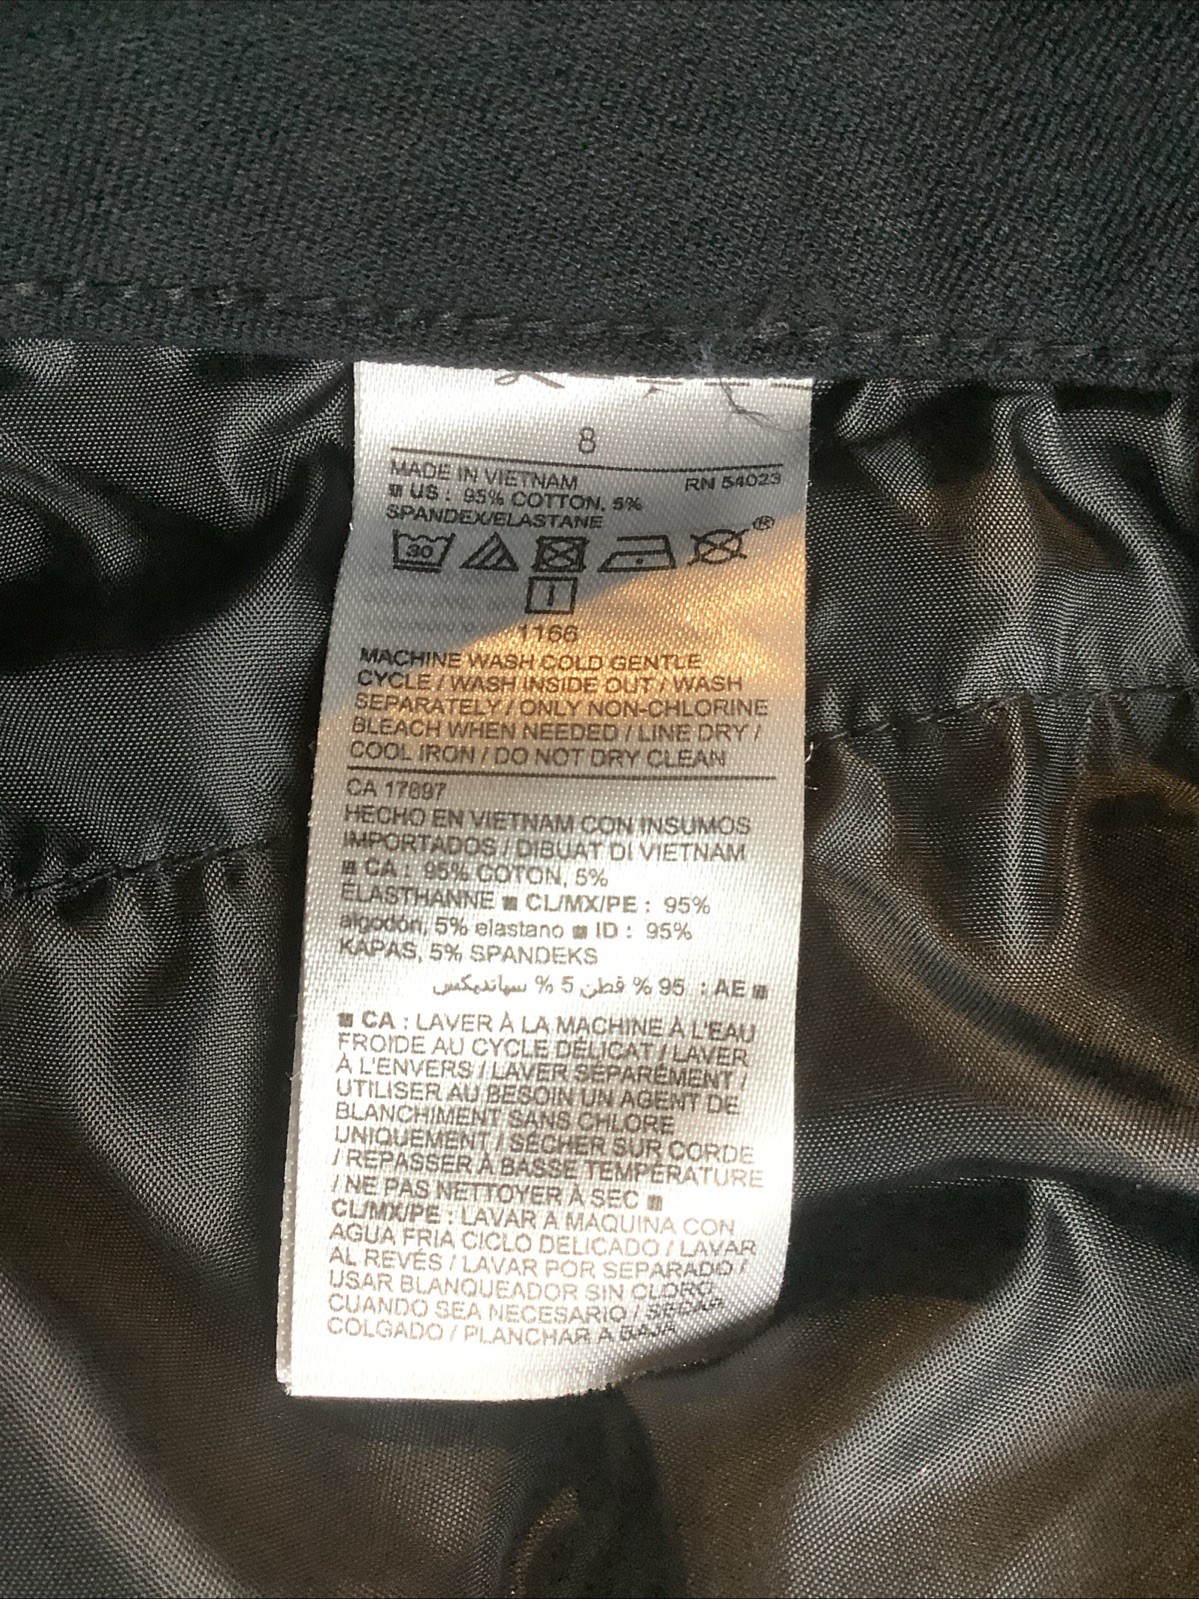 8
MADE IN VIETNAM RN 54023
■ US : 95% COTTON, 5%
SPANDEX/ELASTANE
30
®
1166
MACHINE WASH COLD GENTLE
CYCLE / WASH INSIDE OUT / WASH
SEPARATELY / ONLY NON-CHLORINE
BLEACH WHEN NEEDED / LINE DRY /
COOL IRON / DO NOT DRY CLEAN
CA 17897
HECHO EN VIETNAM CON INSUMOS
IMPORTADOS / DIBUAT DI VIETNAM
■ CA : 95% COTON, 5%
ÉLASTHANNE ■ CL/MX/PE : 95%
algodón, 5% elastano ■ ID : 95%
KAPAS, 5% SPANDEKS
■ AE : 95 % قطن 5 % سباندیکس
■ CA : LAVER À LA MACHINE À L'EAU
FROIDE AU CYCLE DÉLICAT / LAVER
À L'ENVERS / LAVER SÉPARÉMENT /
UTILISER AU BESOIN UN AGENT DE
BLANCHIMENT SANS CHLORE
UNIQUEMENT / SÉCHER SUR CORDE
/ REPASSER À BASSE TEMPÉRATURE
/ NE PAS NETTOYER À SEC ■
CL/MX/PE : LAVAR A MAQUINA CON
AGUA FRIA CICLO DELICADO / LAVAR
AL REVÉS / LAVAR POR SEPARADO /
USAR BLANQUEADOR SIN CLORO
CUANDO SEA NECESARIO / SECAR
COLGADO / PLANCHAR A BAJA